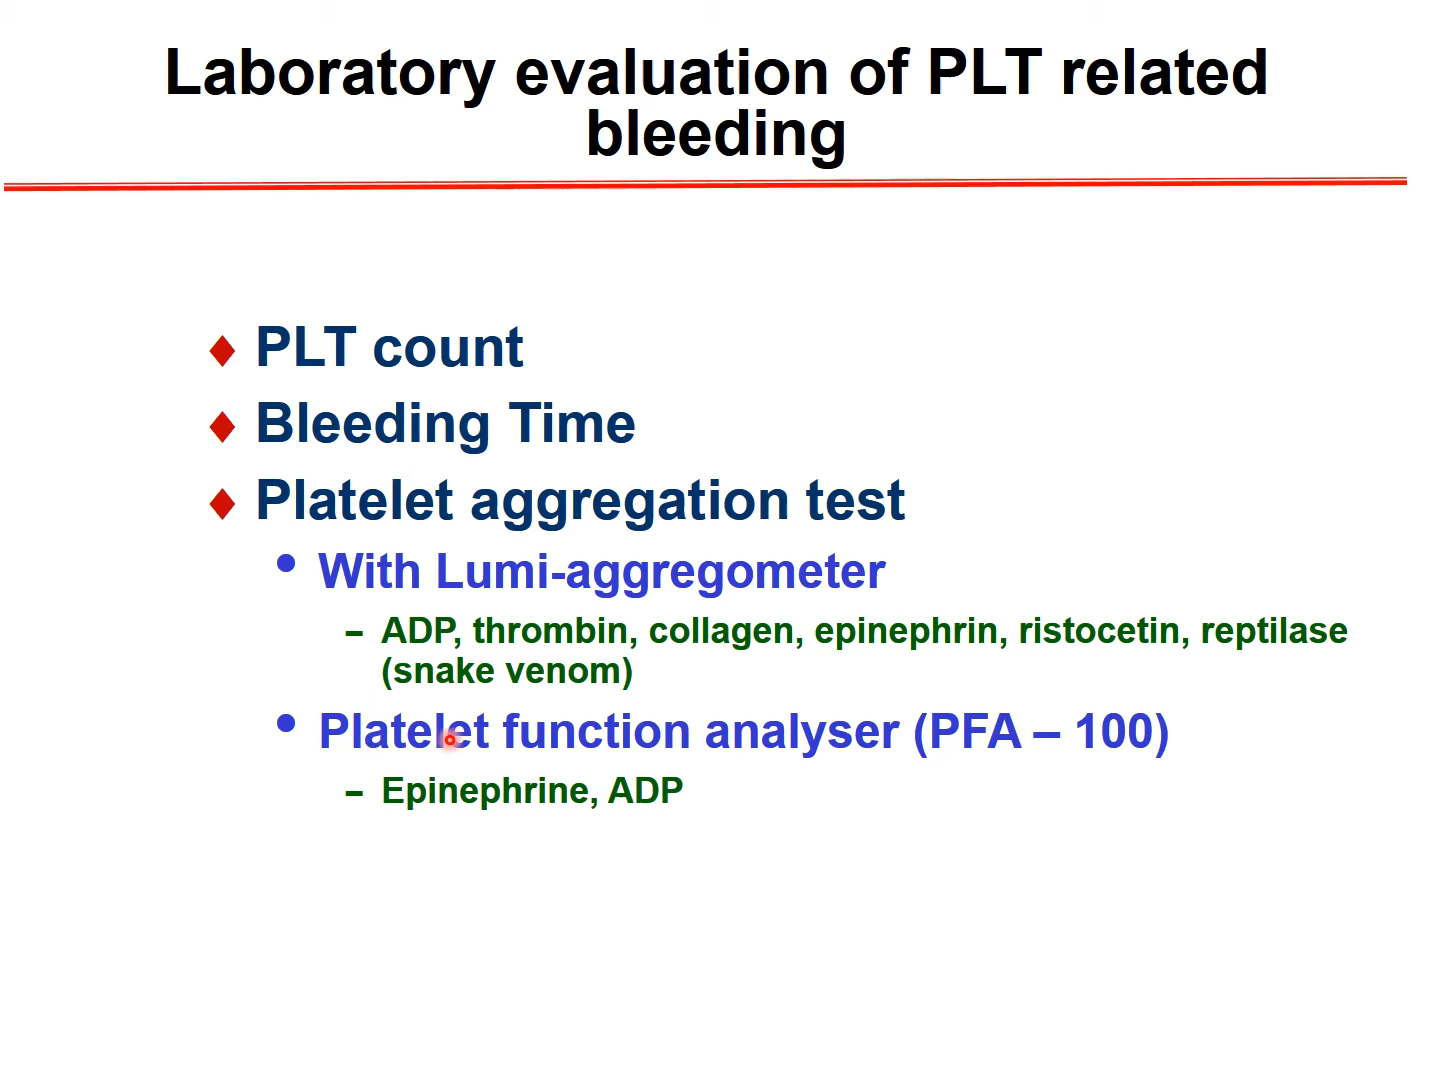 Laboratory evaluation of PLT related
bleeding
♦ PLT count
♦ Bleeding Time
♦ Platelet aggregation test
• With Lumi-aggregometer
– ADP, thrombin, collagen, epinephrin, ristocetin, reptilase
(snake venom)
• Platelet function analyser (PFA – 100)
– Epinephrine, ADP